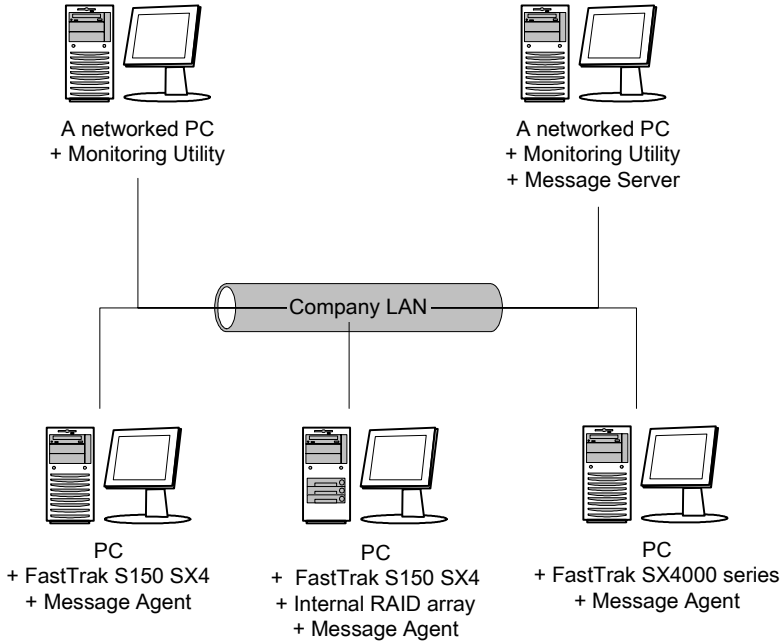 A networked PC
+ Monitoring Utility
A networked PC
+ Monitoring Utility
+ Message Server
Company LAN
PC
+ FastTrak S150 SX4
+ Message Agent
PC
+ FastTrak S150 SX4
+ Internal RAID array
+ Message Agent
PC
+ FastTrak SX4000 series
+ Message Agent